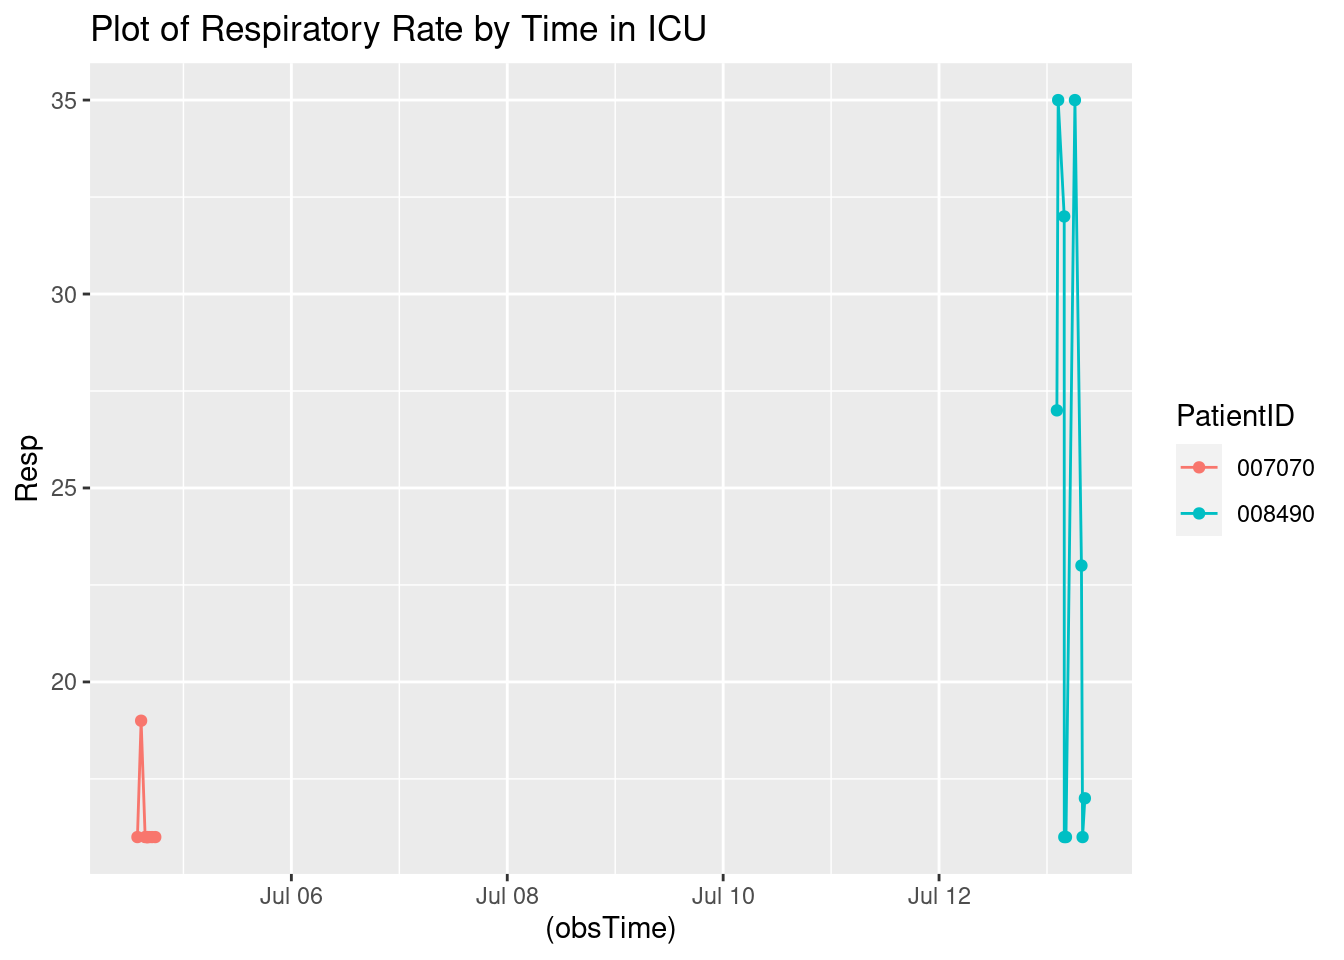 Plot of Respiratory Rate by Time in ICU
35
30
25
20
Resp
Jul 06
Jul 08
Jul 10
Jul 12
(obsTime)
PatientID
007070
008490